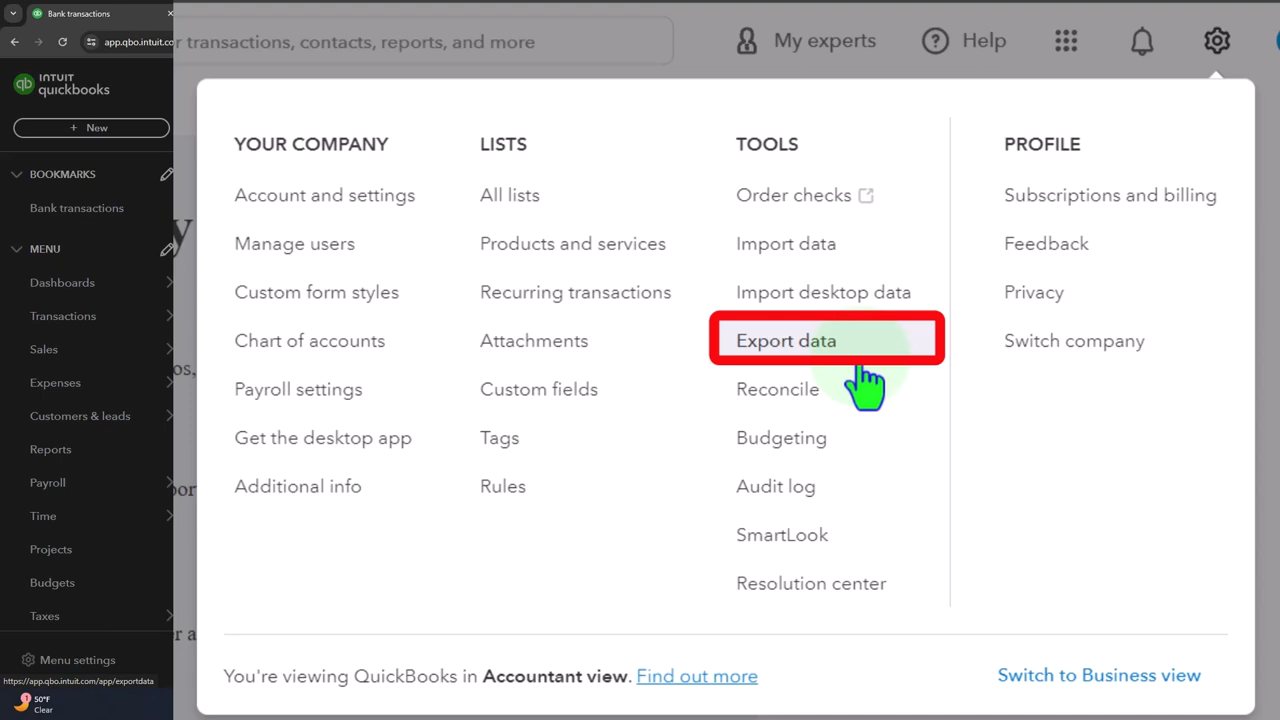 Bank transactions
app.qbo.intuit.co
r transactions, contacts, reports, and more
My experts
Help
INTUIT
quickbooks
+ New
BOOKMARKS
Bank transactions
MENU
Dashboards
Transactions
Sales
Expenses
Customers & leads
Reports
Payroll
Time
Projects
Budgets
Taxes
Menu settings
https://app.qbo.intuit.com/app/exportdata
50°F
Clear
y
os,
por
r a
YOUR COMPANY
Account and settings
Manage users
Custom form styles
Chart of accounts
Payroll settings
Get the desktop app
Additional info
LISTS
All lists
Products and services
Recurring transactions
Attachments
Custom fields
Tags
Rules
TOOLS
Order checks
Import data
Import desktop data
Export data
Reconcile
Budgeting
Audit log
SmartLook
Resolution center
PROFILE
Subscriptions and billing
Feedback
Privacy
Switch company
You're viewing QuickBooks in Accountant view. Find out more
Switch to Business view